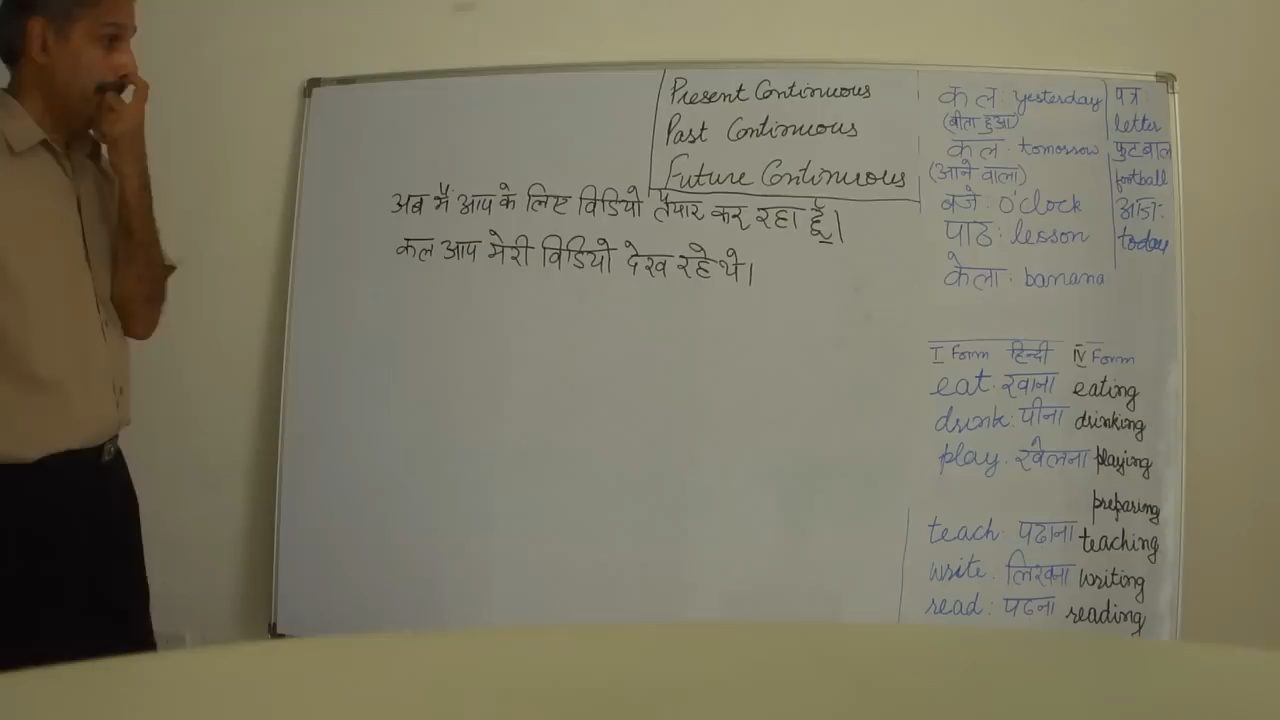 Present Continuous
Past Continuous
Future Continuous
अब मैं आप के लिए विडियो तैयार कर रहा हूँ।
कल आप मेरी विडियो देख रहे थे।
कल: yesterday
(बीता हुआ)
कल: tomorrow
(आने वाला)
बजे: o'clock
पाठ: lesson
केला: banana
पत्र:
letter
फुटबाल
football
आज:
today
I Form हिन्दी IV Form
eat. खाना eating
drink: पीना drinking
play. खेलना playing
preparing
teach. पढाना teaching
write. लिखना writing
read: पढना reading